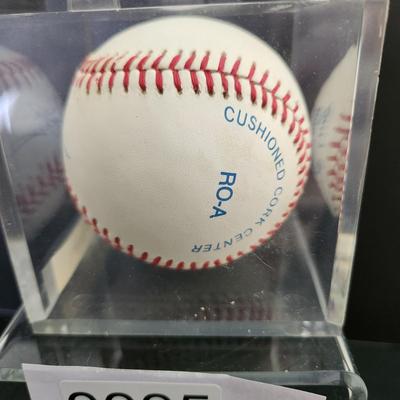 CUSHIONED CORK CENTER
RO-A